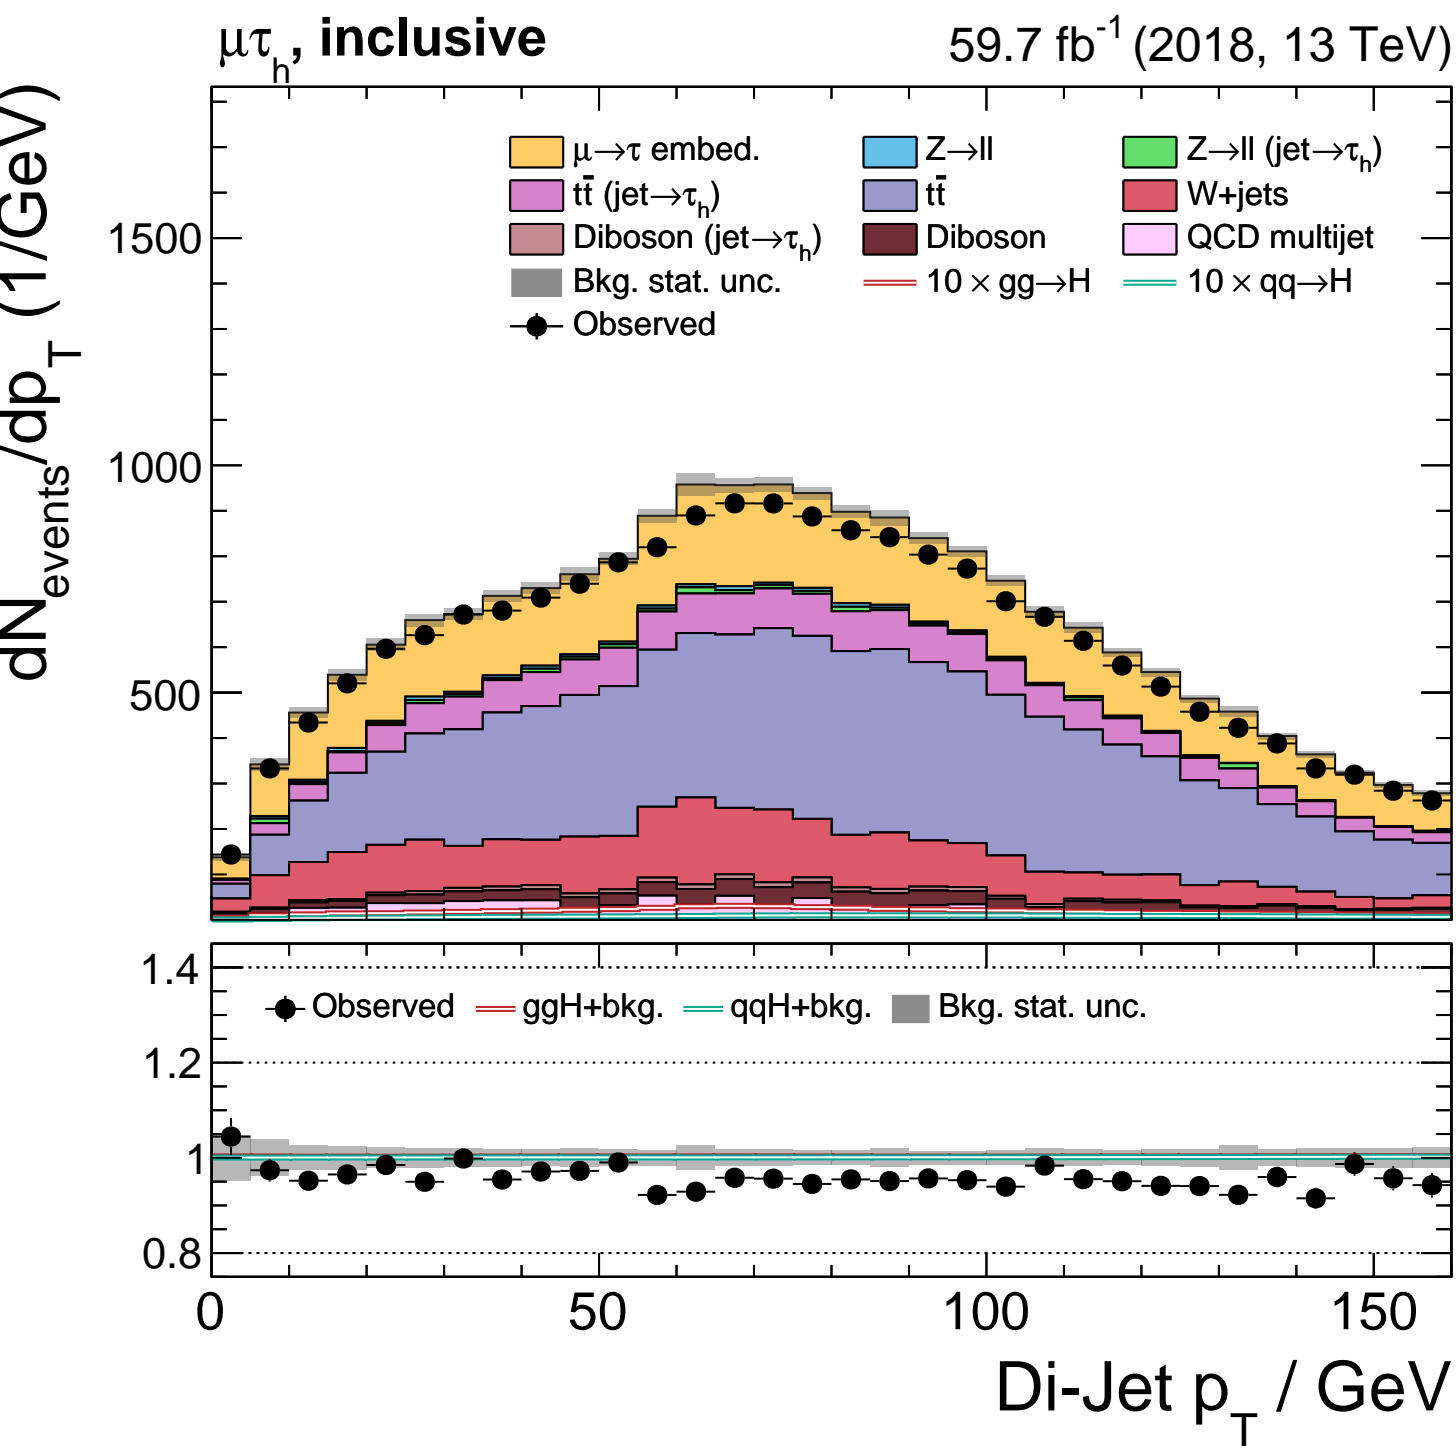 μτh, inclusive
59.7 fb-1 (2018, 13 TeV)
dNevents/dpT (1/GeV)
μ→τ embed.
Z→ll
Z→ll (jet→τh)
tt̄ (jet→τh)
tt̄
W+jets
Diboson (jet→τh)
Diboson
QCD multijet
Bkg. stat. unc.
10 × gg→H
10 × qq→H
Observed
1500
1000
500
1.4
Observed
ggH+bkg.
qqH+bkg.
Bkg. stat. unc.
1.2
1
0.8
0
50
100
150
Di-Jet pT / GeV